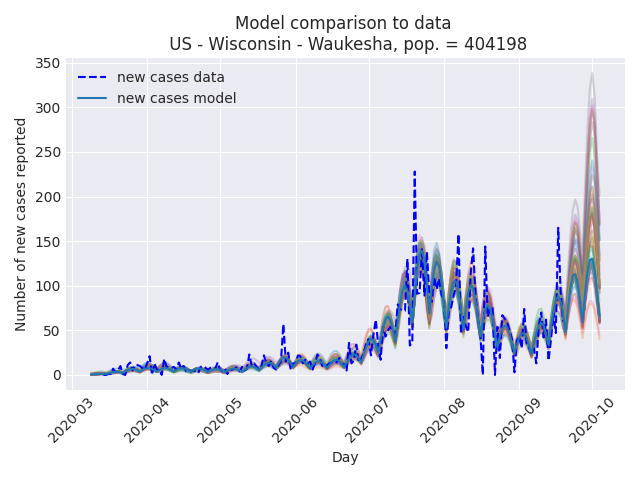 Model comparison to data
US - Wisconsin - Waukesha, pop. = 404198
new cases data
new cases model
Number of new cases reported
350
300
250
200
150
100
50
0
2020-03
2020-04
2020-05
2020-06
2020-07
2020-08
2020-09
2020-10
Day